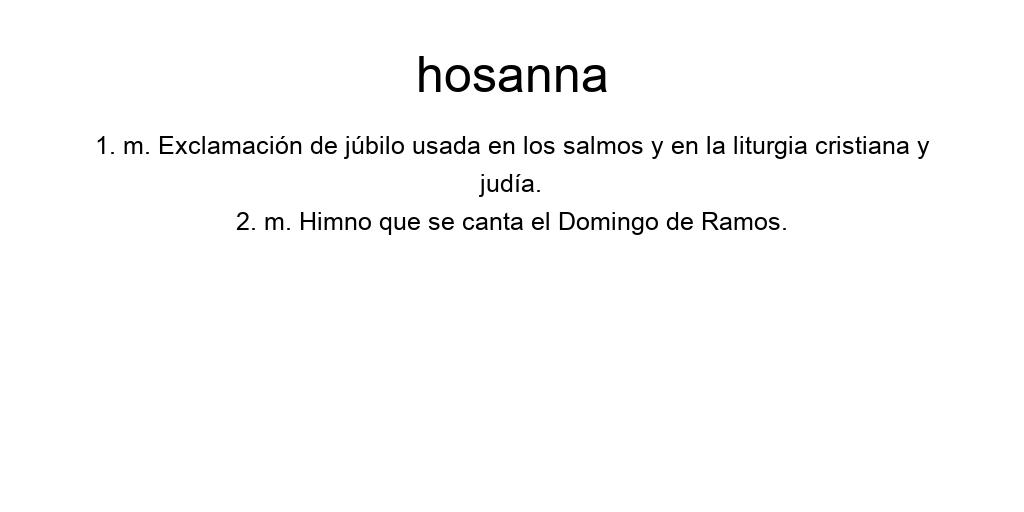 hosanna
1. m. Exclamación de júbilo usada en los salmos y en la liturgia cristiana y
judía.
2. m. Himno que se canta el Domingo de Ramos.